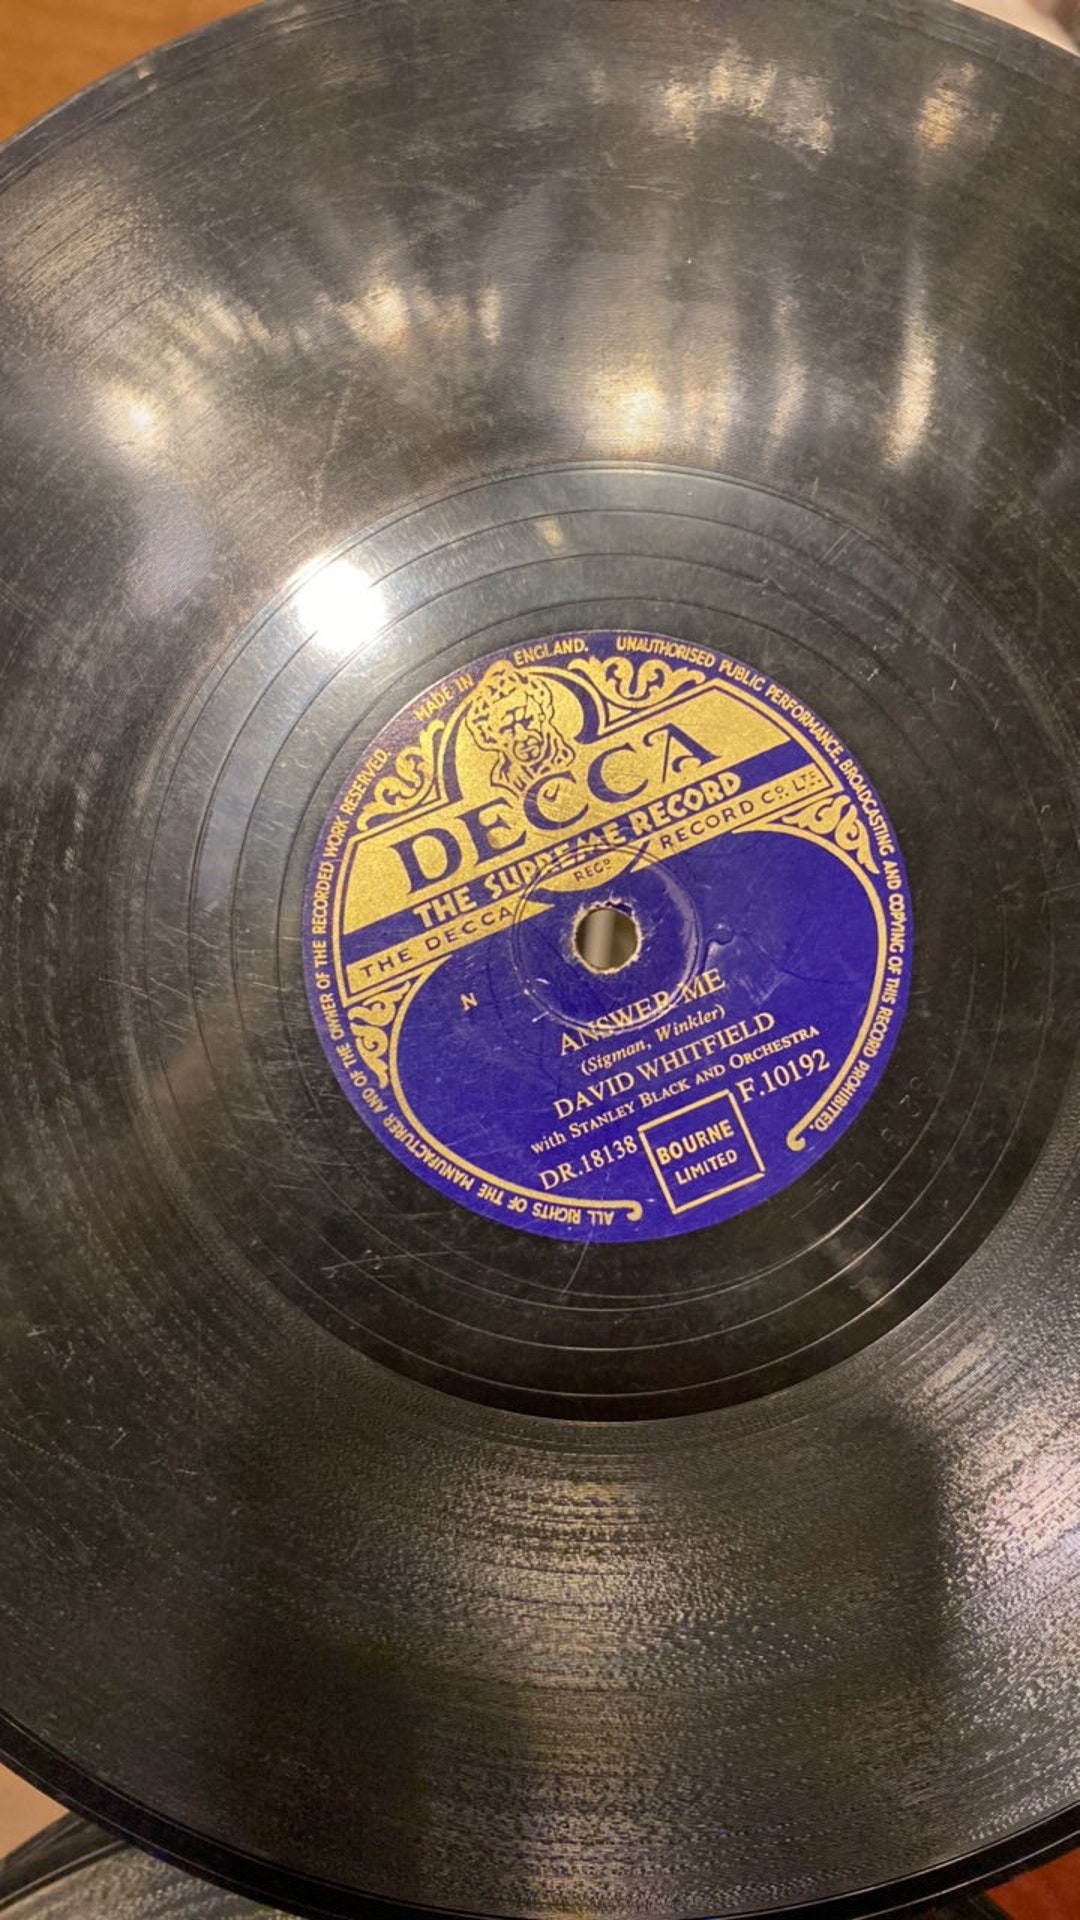 MADE IN ENGLAND.
UNAUTHORISED PUBLIC PERFORMANCE, BROADCASTING AND COPYING OF THIS RECORD PROHIBITED.
ALL RIGHTS OF THE MANUFACTURER AND OF THE OWNER OF THE RECORDED WORK RESERVED.
DECCA
THE SUPREME RECORD
THE DECCA RECORD CO. LTD.
REGD
N
ANSWER ME
(Sigman, Winkler)
DAVID WHITFIELD
with STANLEY BLACK AND ORCHESTRA
DR.18138
F.10192
BOURNE
LIMITED